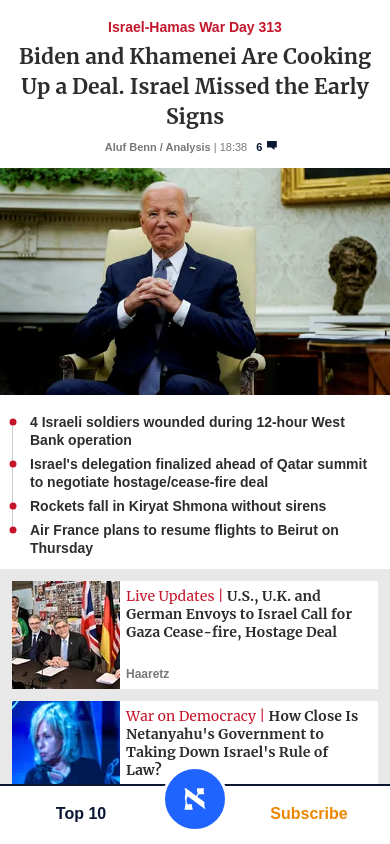 Israel-Hamas War Day 313
Biden and Khamenei Are Cooking
Up a Deal. Israel Missed the Early
Signs
Aluf Benn / Analysis | 18:38 6
4 Israeli soldiers wounded during 12-hour West
Bank operation
Israel's delegation finalized ahead of Qatar summit
to negotiate hostage/cease-fire deal
Rockets fall in Kiryat Shmona without sirens
Air France plans to resume flights to Beirut on
Thursday
Live Updates | U.S., U.K. and
German Envoys to Israel Call for
Gaza Cease-fire, Hostage Deal
Haaretz
War on Democracy | How Close Is
Netanyahu's Government to
Taking Down Israel's Rule of
Law?
Top 10
Subscribe